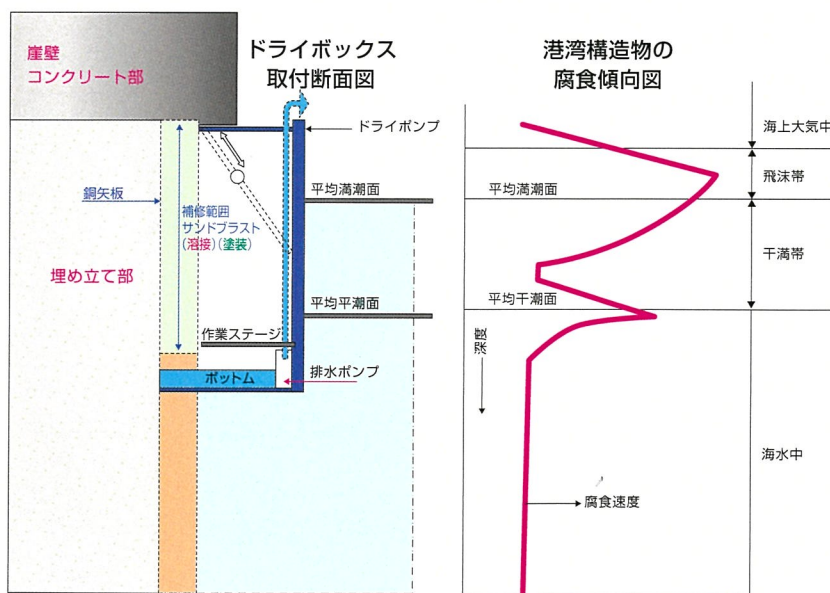 ドライボックス
取付断面図
崖壁
コンクリート部
ドライポンプ
平均満潮面
銅矢板
補修範囲
サンドブラスト
(溶接)(塗装)
埋め立て部
平均平潮面
作業ステージ
ボットム
排水ポンプ
港湾構造物の
腐食傾向図
海上大気中
飛沫帯
平均満潮面
干満帯
平均干潮面
深度
海水中
腐食速度